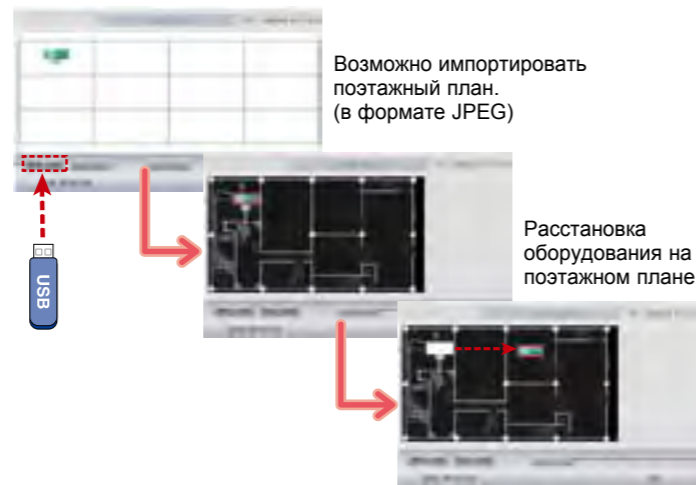 Возможно импортировать
поэтажный план.
(в формате JPEG)
USB
Расстановка
оборудования на
поэтажном плане